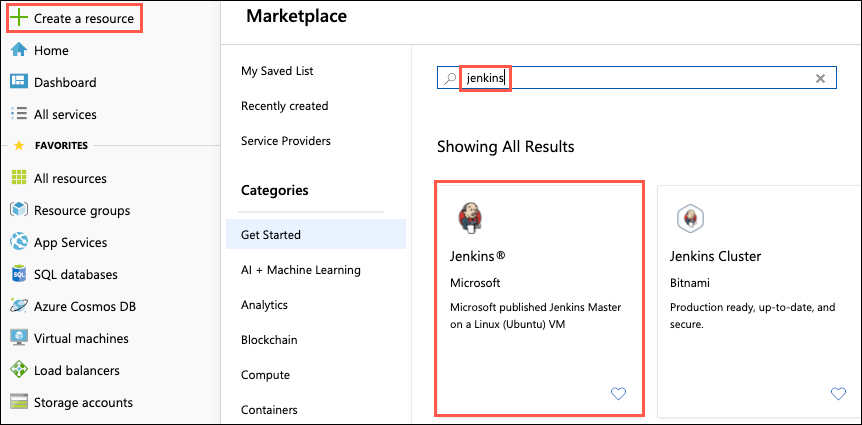 Create a resource
Home
Dashboard
All services
FAVORITES
All resources
Resource groups
App Services
SQL databases
Azure Cosmos DB
Virtual machines
Load balancers
Storage accounts
Marketplace
My Saved List
Recently created
Service Providers
Categories
Get Started
AI + Machine Learning
Analytics
Blockchain
Compute
Containers
jenkins
Showing All Results
Jenkins®
Microsoft
Microsoft published Jenkins Master
on a Linux (Ubuntu) VM
Jenkins Cluster
Bitnami
Production ready, up-to-date, and
secure.